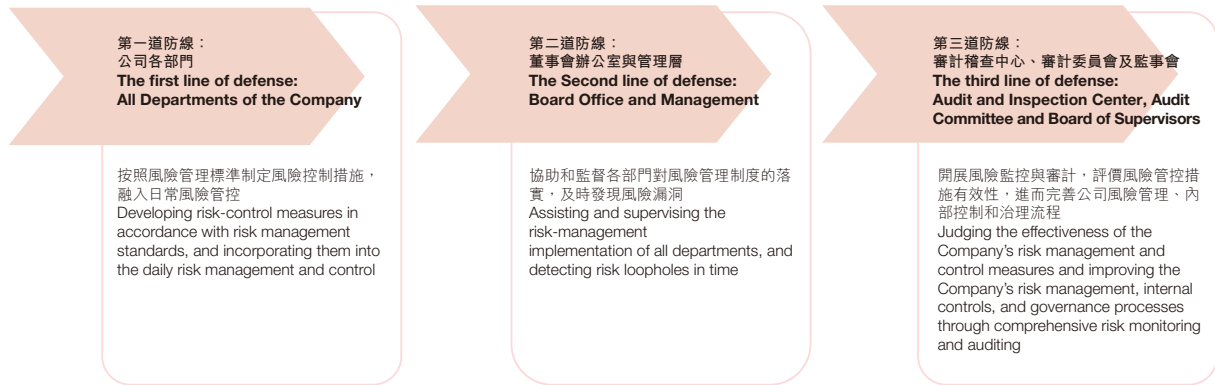 第一道防線：
公司各部門
The first line of defense:
All Departments of the Company
按照風險管理標準制定風險控制措施，
融入日常風險管控
Developing risk-control measures in
accordance with risk management
standards, and incorporating them into
the daily risk management and control
第二道防線：
董事會辦公室與管理層
The Second line of defense:
Board Office and Management
協助和監督各部門對風險管理制度的落
實，及時發現風險漏洞
Assisting and supervising the
risk-management
implementation of all departments, and
detecting risk loopholes in time
第三道防線：
審計稽查中心、審計委員會及監事會
The third line of defense:
Audit and Inspection Center, Audit
Committee and Board of Supervisors
開展風險監控與審計，評價風險管控措
施有效性，進而完善公司風險管理、內
部控制和治理流程
Judging the effectiveness of the
Company’s risk management and
control measures and improving the
Company’s risk management, internal
controls, and governance processes
through comprehensive risk monitoring
and auditing